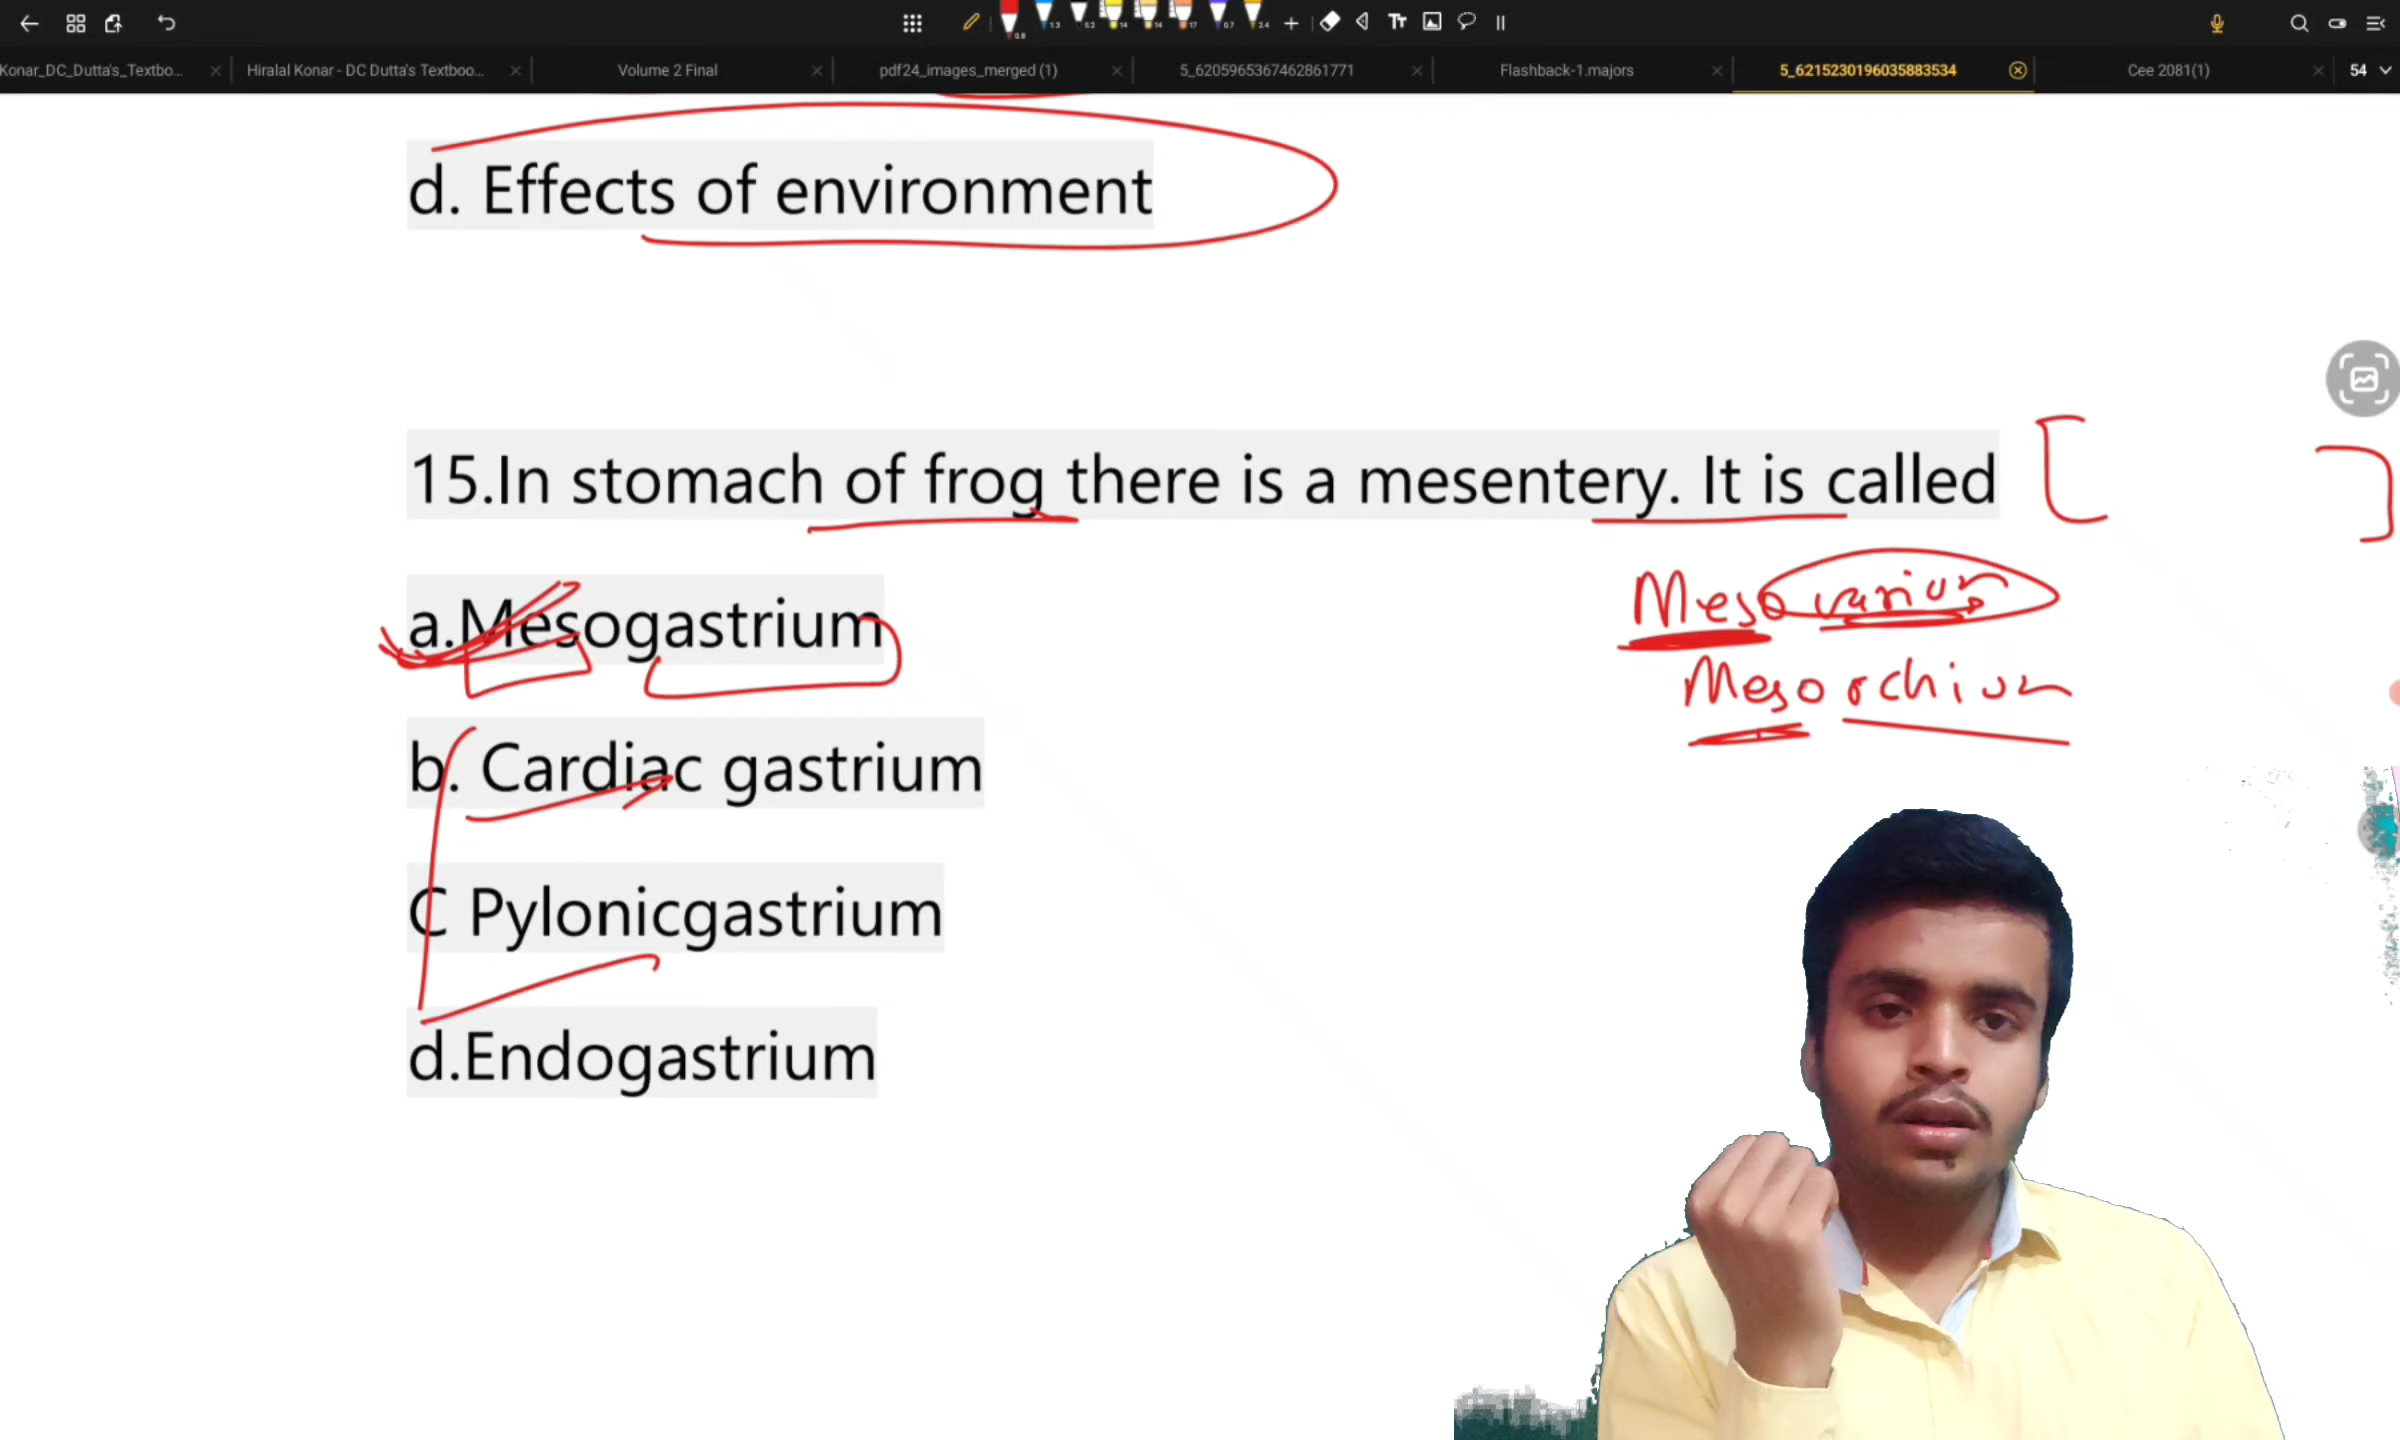 Konar_DC_Dutta's_Textbo...
Hiralal Konar - DC Dutta's Textboo...
Volume 2 Final
pdf24_images_merged (1)
5_6205965367462861771
Flashback-1.majors
5_6215230196035883534
Cee 2081(1)
54
d. Effects of environment
15.In stomach of frog there is a mesentery. It is called
Mesovarium
a.Mesogastrium
Mesorchium
b. Cardiac gastrium
C Pylonicgastrium
d.Endogastrium